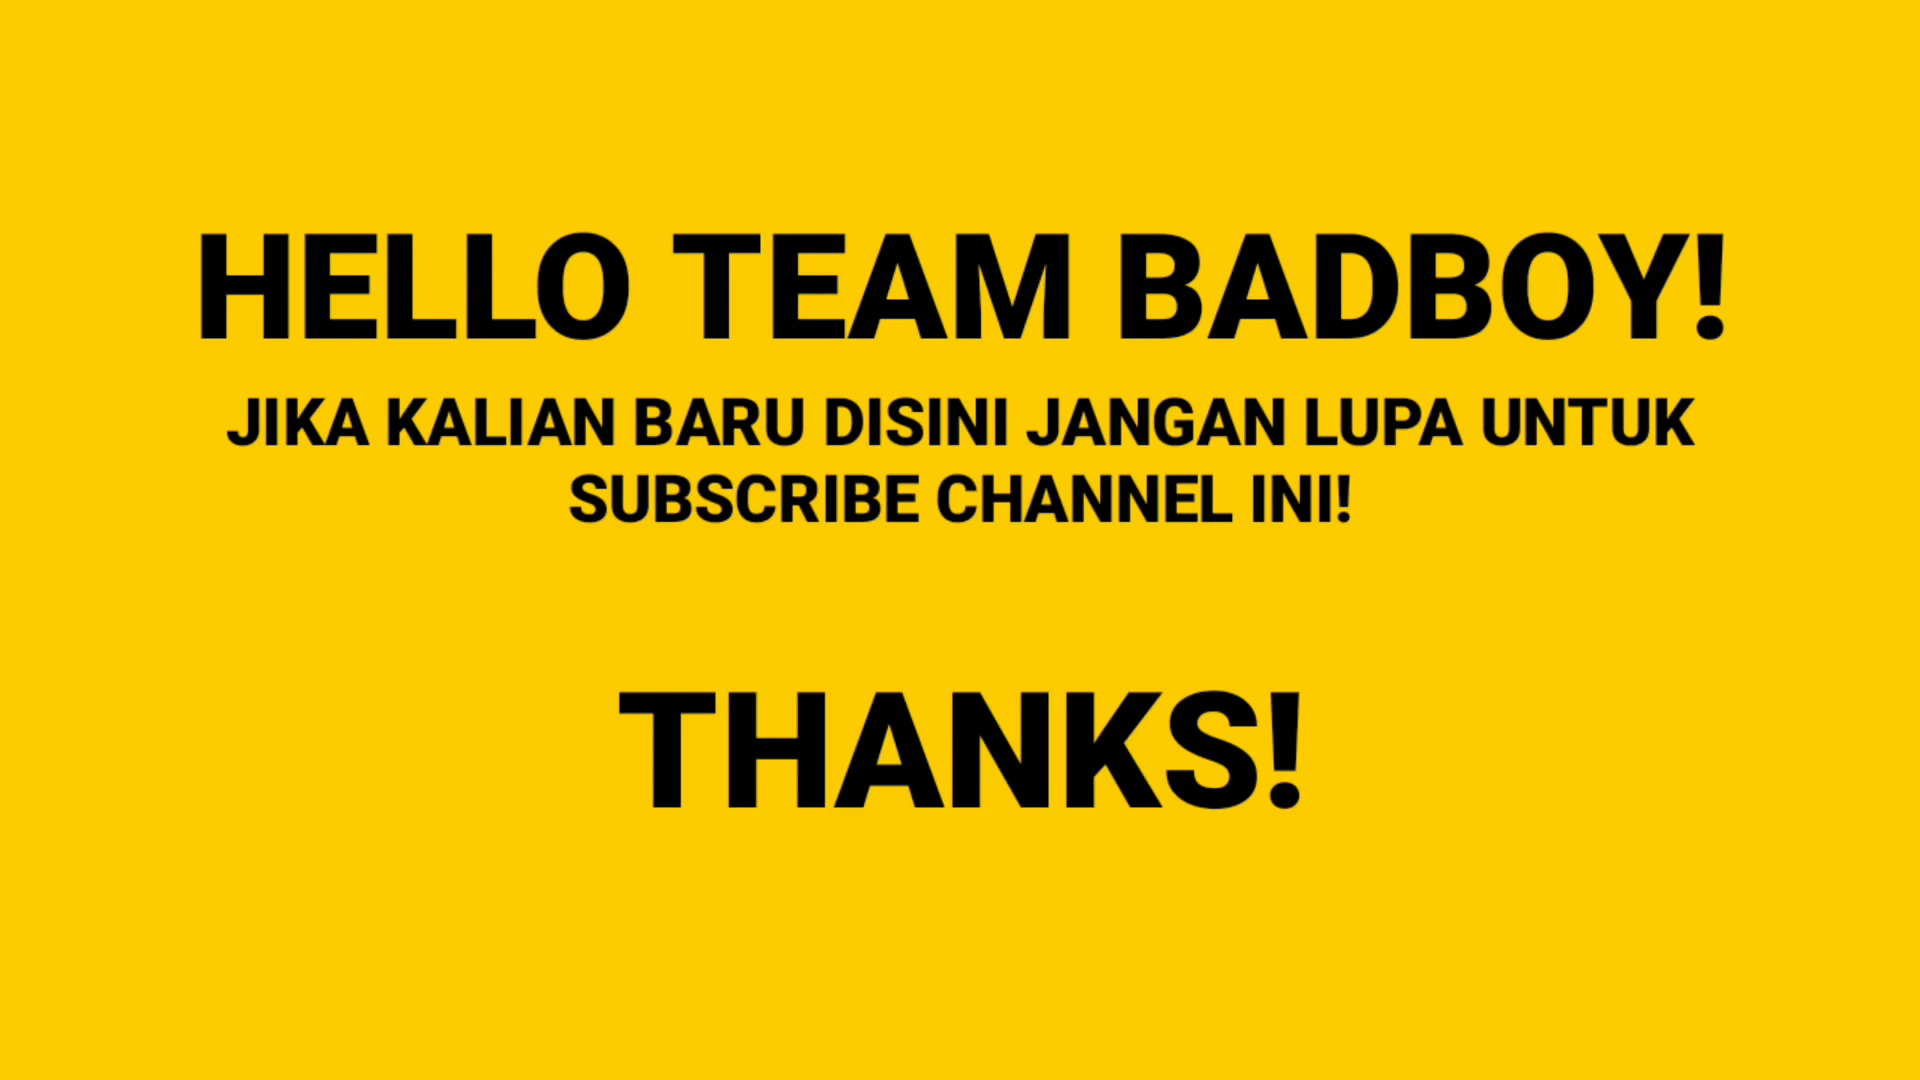 HELLO TEAM BADBOY!
JIKA KALIAN BARU DISINI JANGAN LUPA UNTUK
SUBSCRIBE CHANNEL INI!
THANKS!